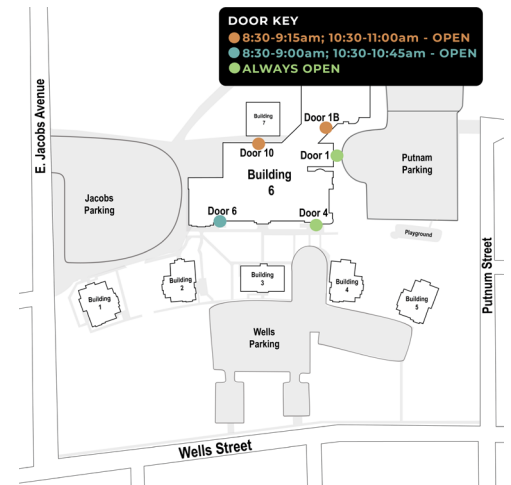 DOOR KEY
8:30-9:15am; 10:30-11:00am - OPEN
8:30-9:00am; 10:30-10:45am - OPEN
ALWAYS OPEN
E. Jacobs Avenue
Building
7
Door 1B
Door 10
Door 1
Building
6
Putnam
Parking
Jacobs
Parking
Door 6
Door 4
Playground
Putnum Street
Building
1
Building
2
Building
3
Building
4
Building
5
Wells
Parking
Wells Street